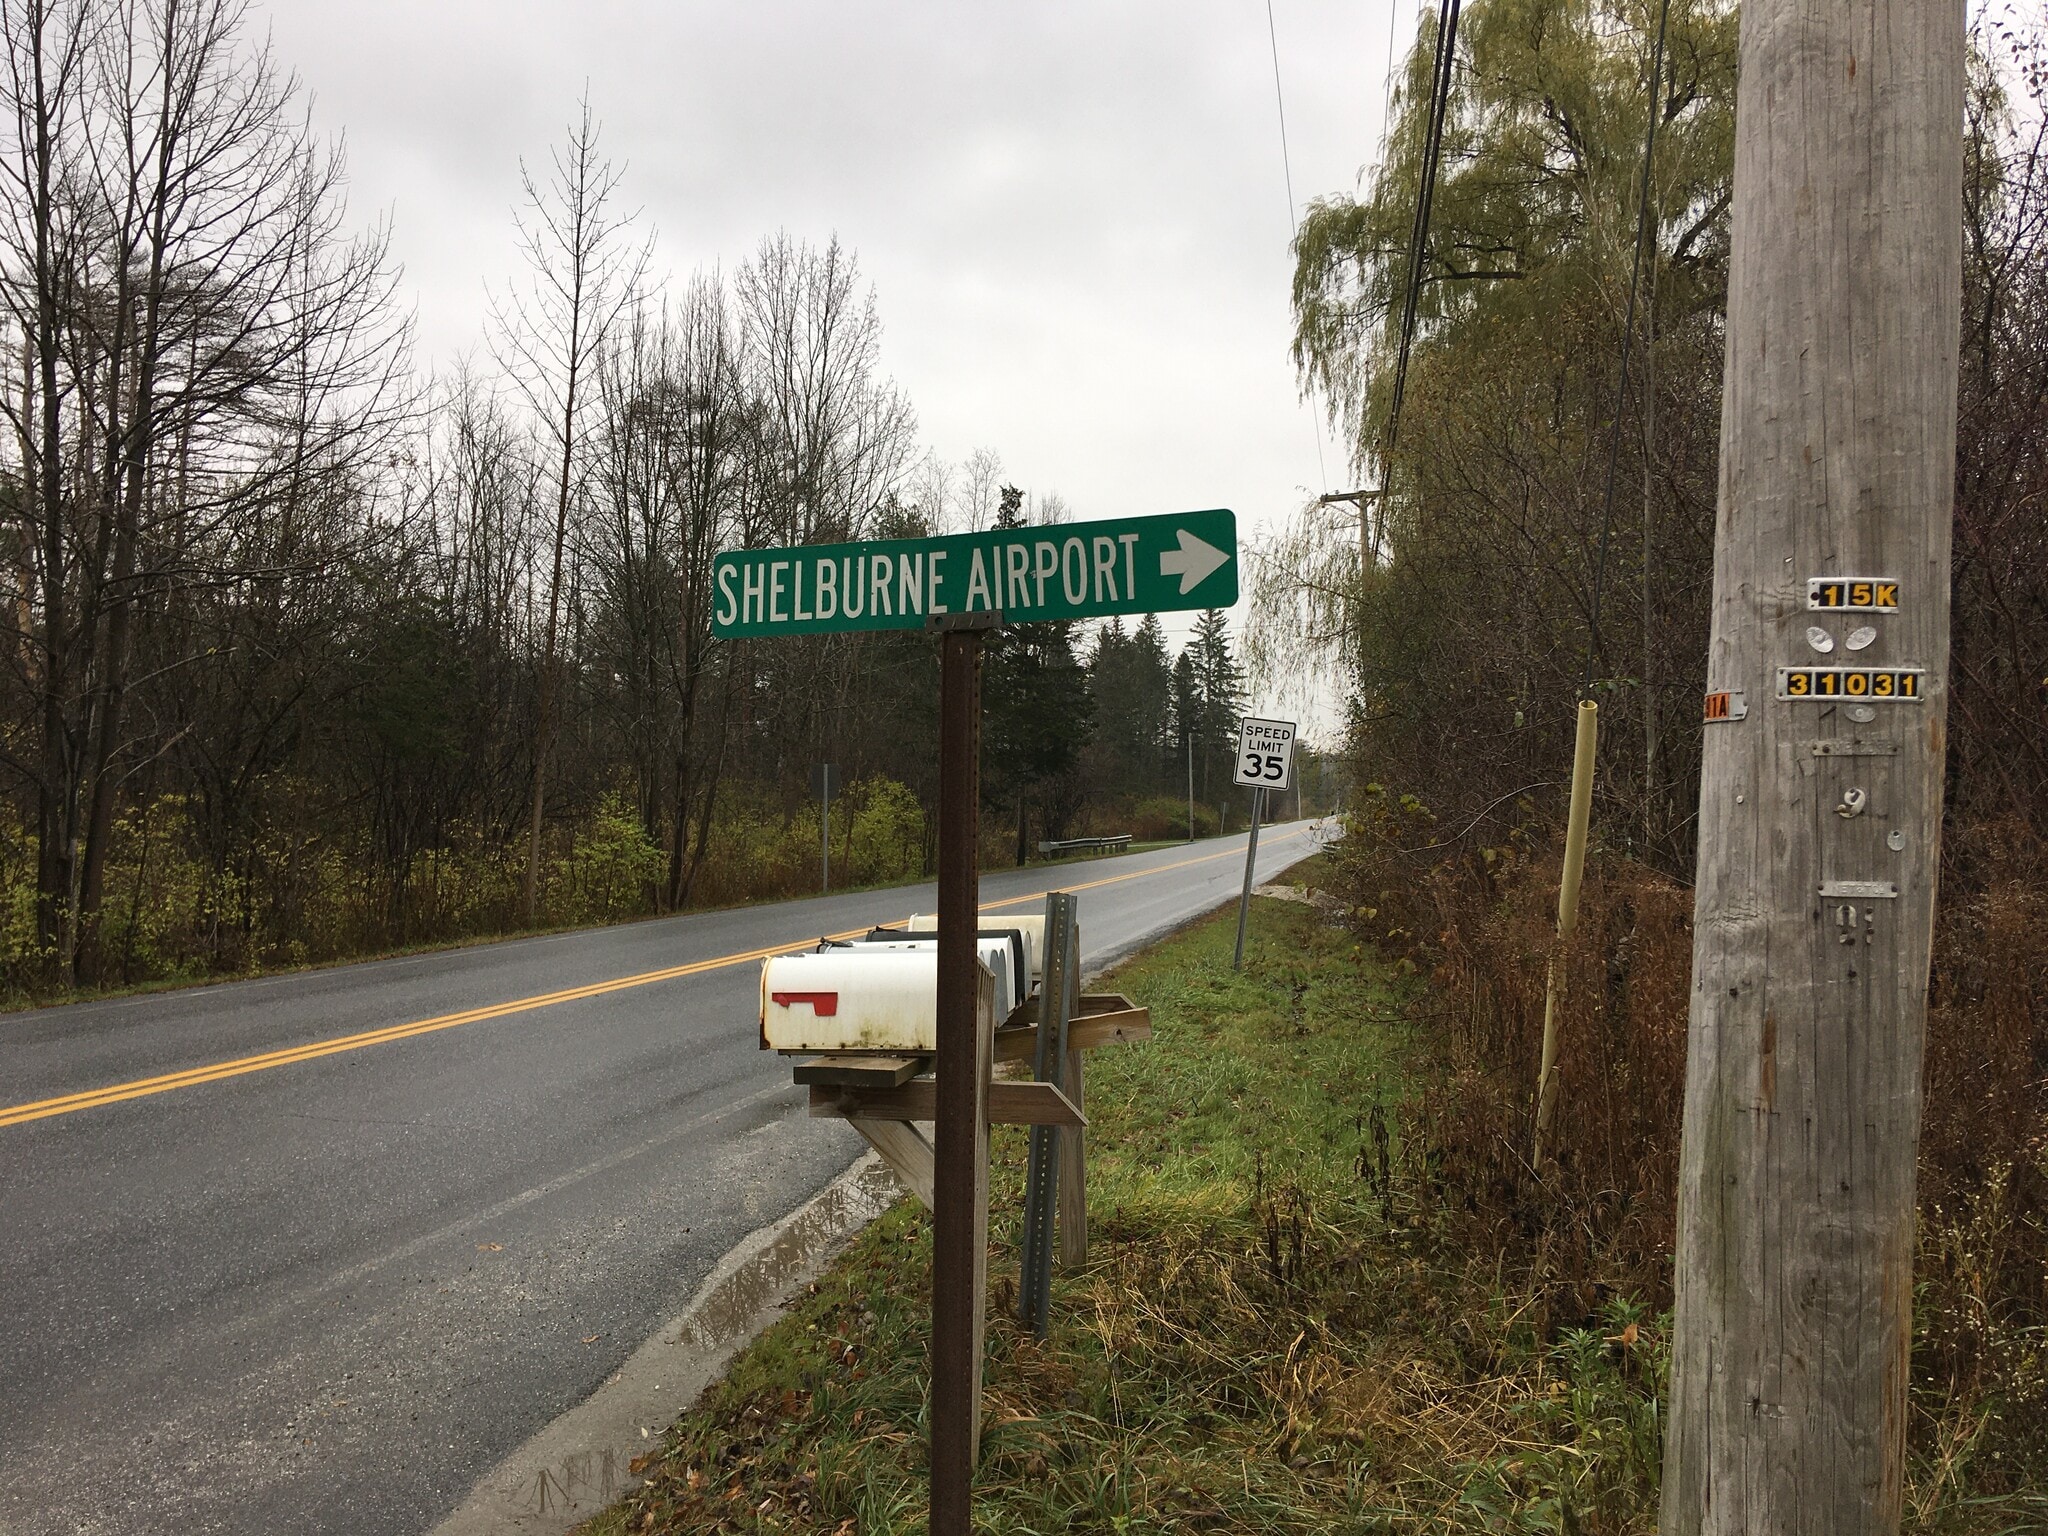 SHELBURNE AIRPORT
SPEED
LIMIT
35
15K
31031
9